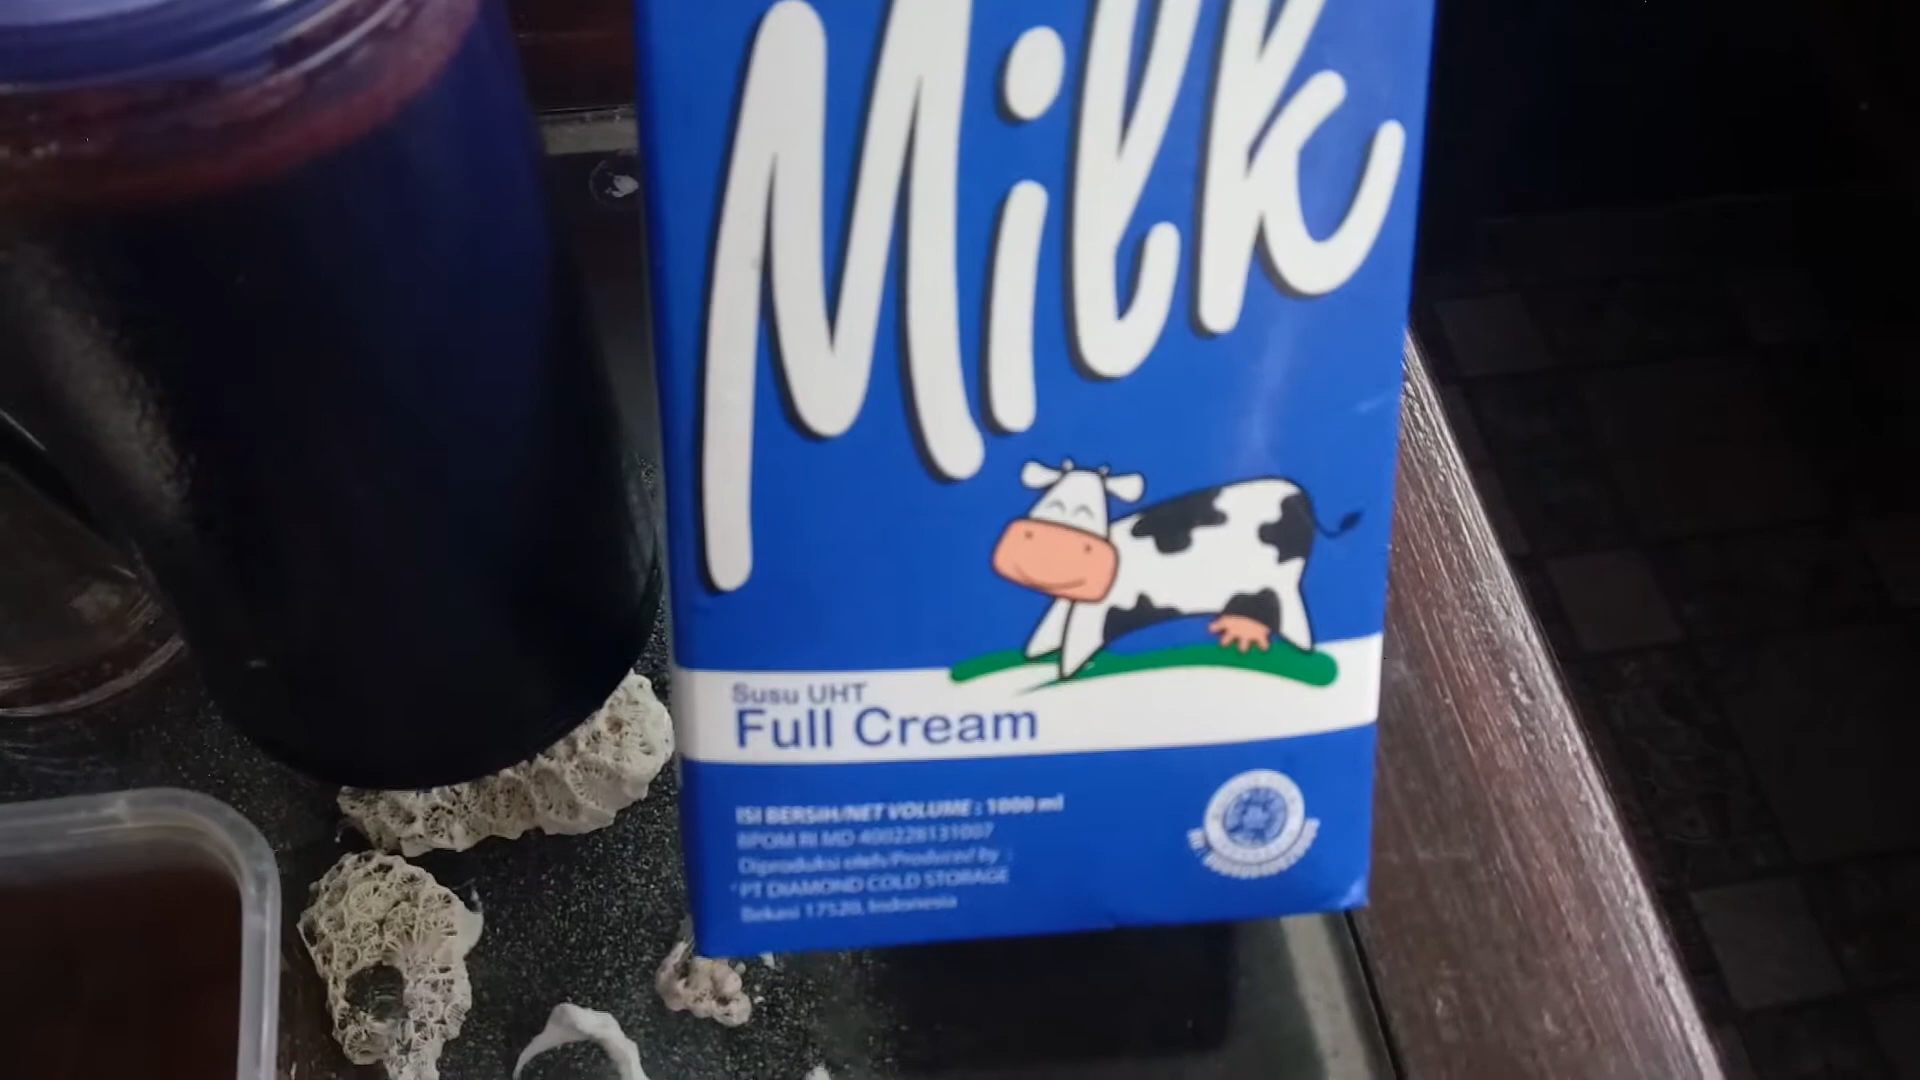 Milk
Susu UHT
Full Cream
ISI BERSIH/NET VOLUME : 1000 ml
BPOM RI MD 400228131007
Diproduksi oleh/Produced by :
PT DIAMOND COLD STORAGE
Bekasi 17520, Indonesia